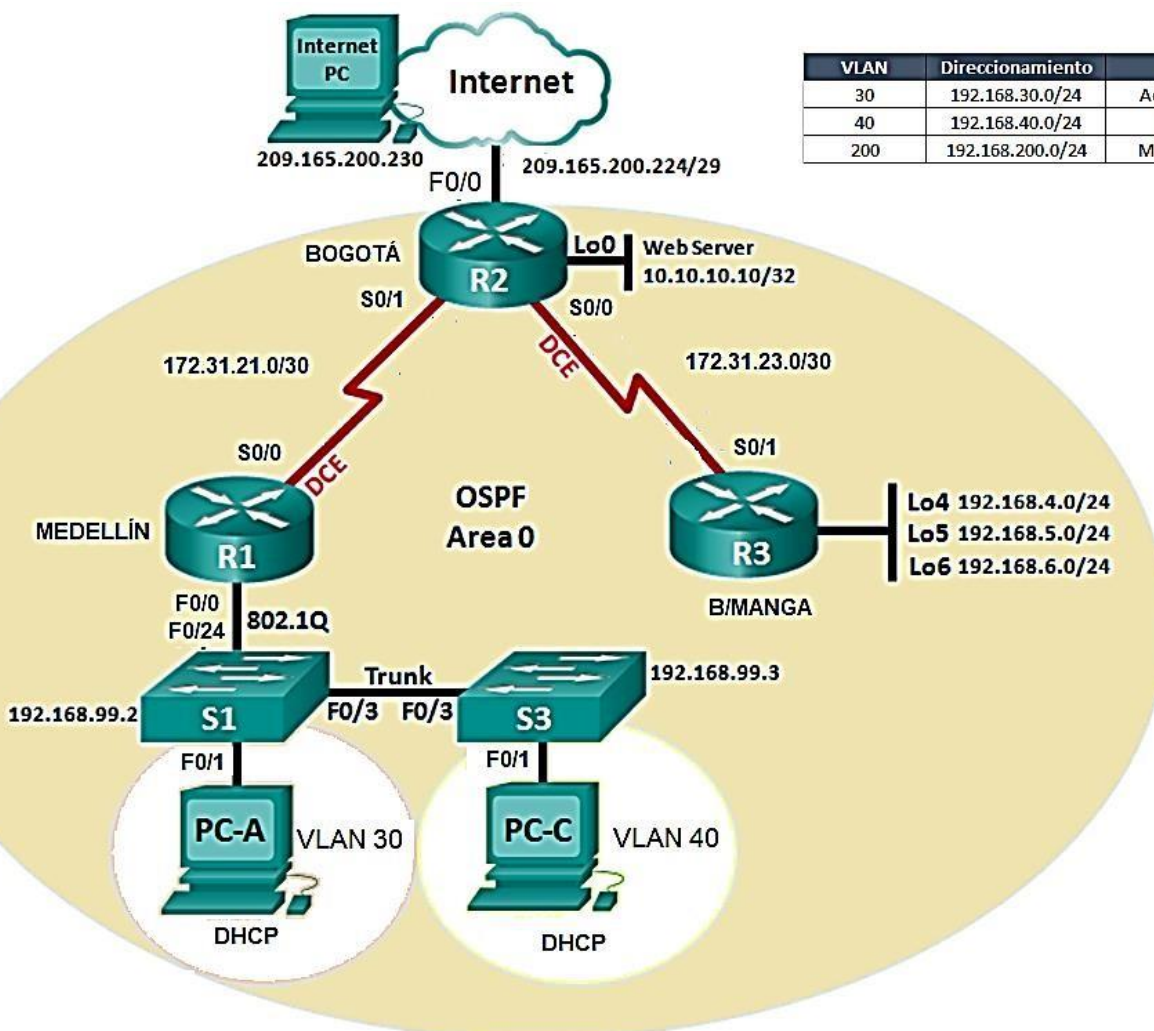 Internet
PC
Internet
209.165.200.230
209.165.200.224/29
F0/0
VLAN Direccionamiento
30 192.168.30.0/24
40 192.168.40.0/24
200 192.168.200.0/24 M
BOGOTÁ
R2
Lo0
Web Server
10.10.10.10/32
S0/1
S0/0
DCE
172.31.21.0/30
172.31.23.0/30
S0/0
DCE
S0/1
MEDELLÍN
R1
OSPF
Area 0
R3
B/MANGA
Lo4 192.168.4.0/24
Lo5 192.168.5.0/24
Lo6 192.168.6.0/24
F0/0
F0/24
802.1Q
Trunk
192.168.99.3
192.168.99.2
S1
F0/3 F0/3
S3
F0/1
F0/1
PC-A
VLAN 30
PC-C
VLAN 40
DHCP
DHCP